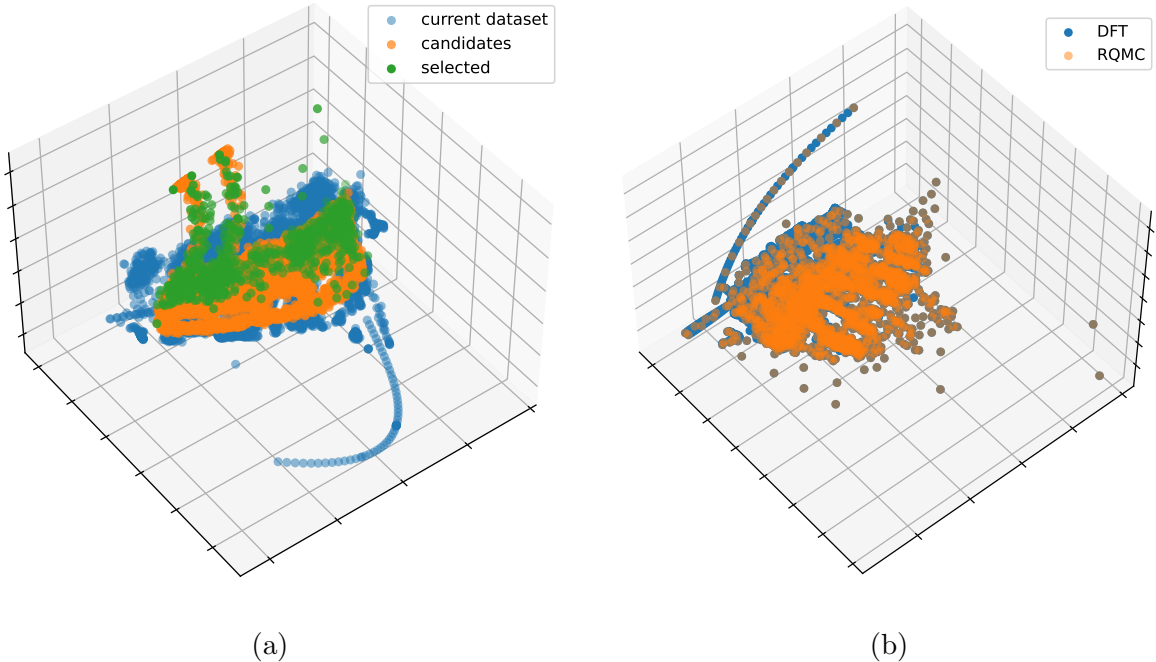 current dataset
candidates
selected
DFT
RQMC
(a)
(b)